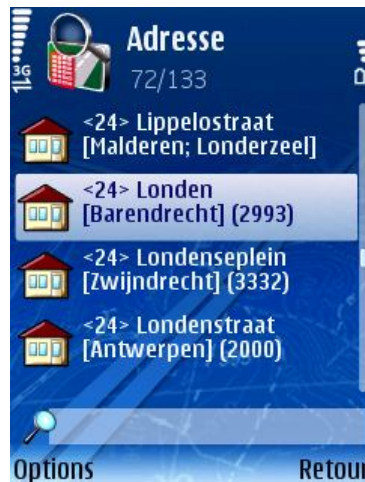 Adresse
3G
72/133
<24> Lippelostraat
[Malderen; Londerzeel]
<24> Londen
[Barendrecht] (2993)
<24> Londenseplein
[Zwijndrecht] (3332)
<24> Londenstraat
[Antwerpen] (2000)
Options
Retour